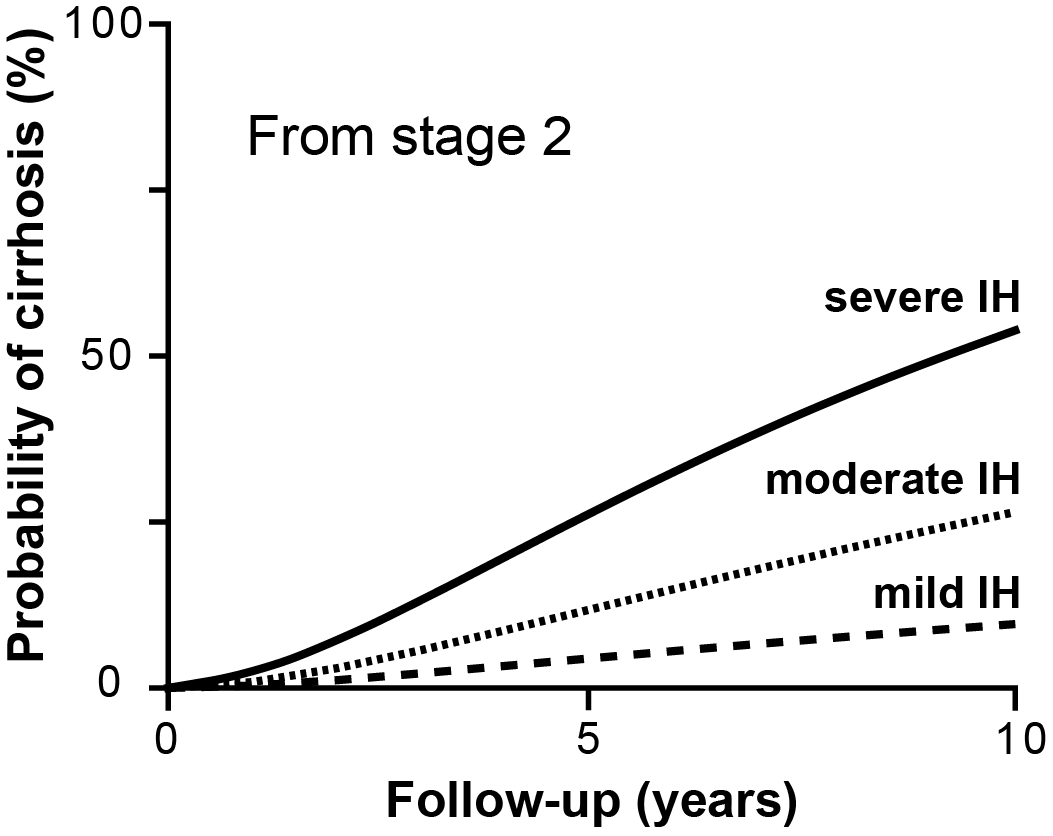 Probability of cirrhosis (%)
100
50
0
From stage 2
severe IH
moderate IH
mild IH
0 5 10
Follow-up (years)